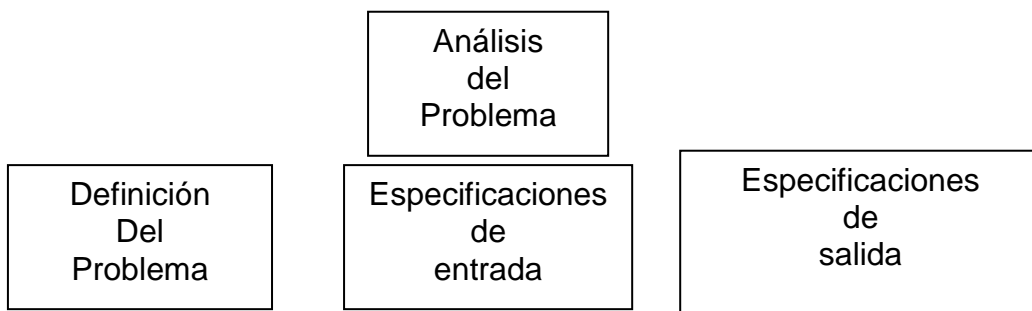 Análisis
del
Problema
Definición
Del
Problema
Especificaciones
de
entrada
Especificaciones
de
salida